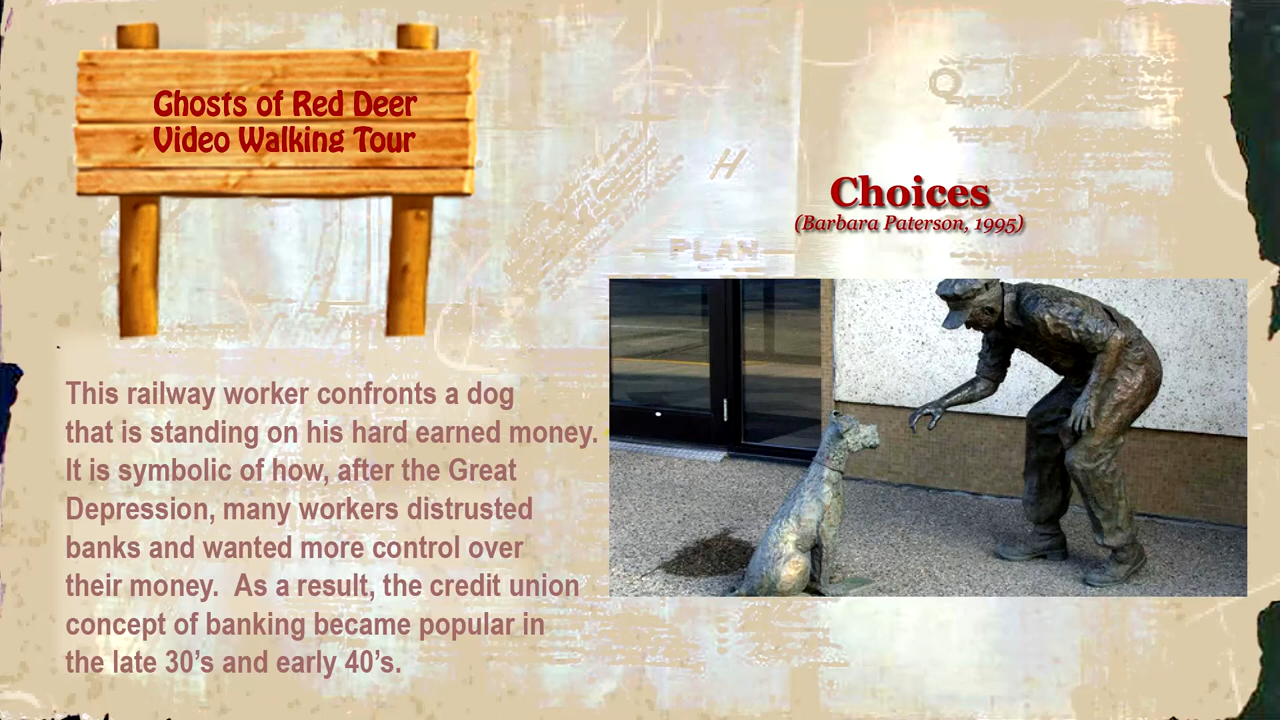 Ghosts of Red Deer
Video Walking Tour
Q
H
PLAN
Choices
(Barbara Paterson, 1995)
This railway worker confronts a dog
that is standing on his hard earned money.
It is symbolic of how, after the Great
Depression, many workers distrusted
banks and wanted more control over
their money.  As a result, the credit union
concept of banking became popular in
the late 30’s and early 40’s.